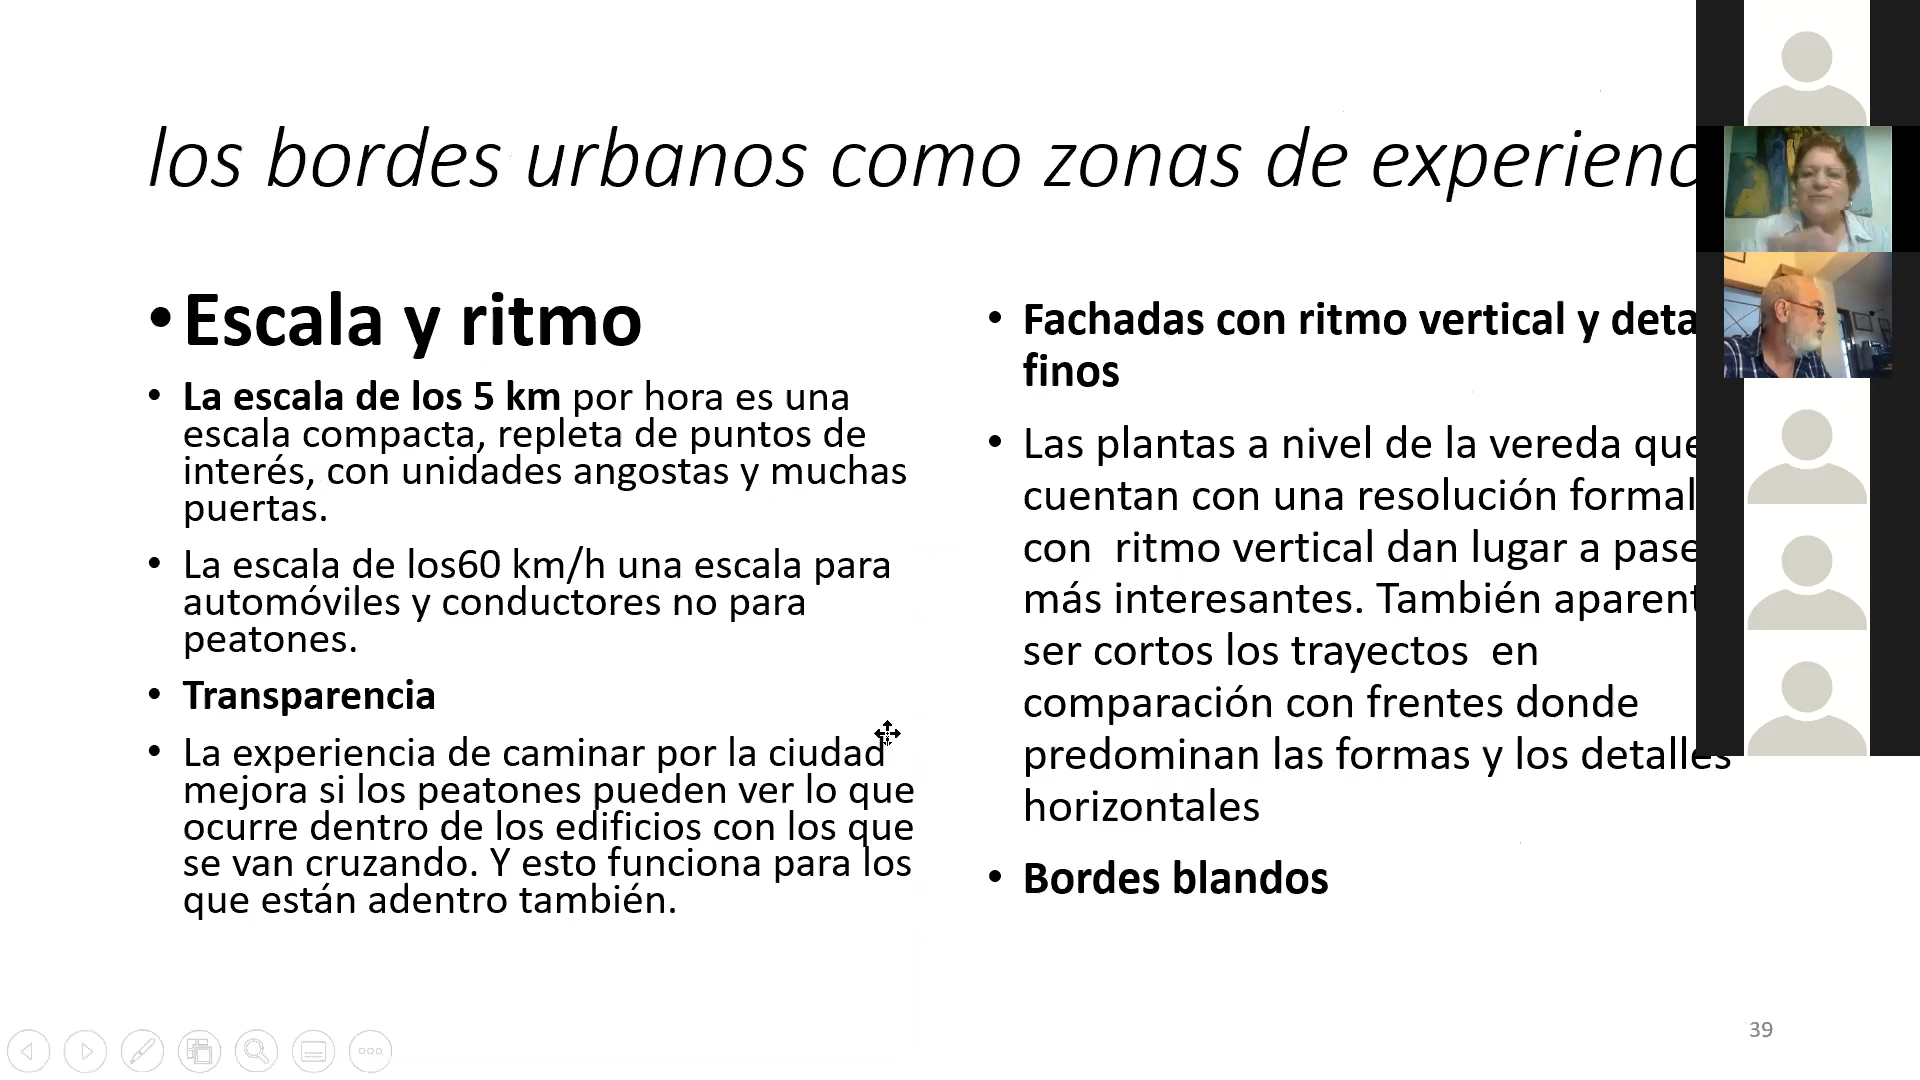 los bordes urbanos como zonas de
• Escala y ritmo
• La escala de los 5 km por hora es una
escala compacta, repleta de puntos de
interés, con unidades angostas y muchas
puertas.
• La escala de los60 km/h una escala para
automóviles y conductores no para
peatones.
• Transparencia
• La experiencia de caminar por la ciudad
mejora si los peatones pueden ver lo que
ocurre dentro de los edificios con los que
se van cruzando. Y esto funciona para los
que están adentro también.
• Fachadas con ritmo vertical y
finos
• Las plantas a nivel de la vereda que
cuentan con una resolución formal
con  ritmo vertical dan lugar a
más interesantes. También
ser cortos los trayectos  en
comparación con frentes donde
predominan las formas y los detalles
horizontales
• Bordes blandos
39